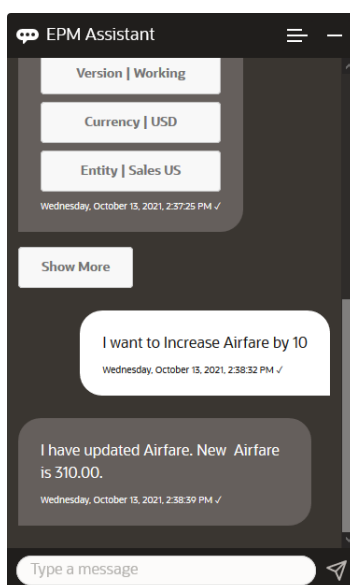 EPM Assistant
Version | Working
Currency | USD
Entity | Sales US
Wednesday, October 13, 2021, 2:37:25 PM ✓
Show More
I want to Increase Airfare by 10
Wednesday, October 13, 2021, 2:38:32 PM ✓
I have updated Airfare. New  Airfare
is 310.00.
Wednesday, October 13, 2021, 2:38:39 PM ✓
Type a message